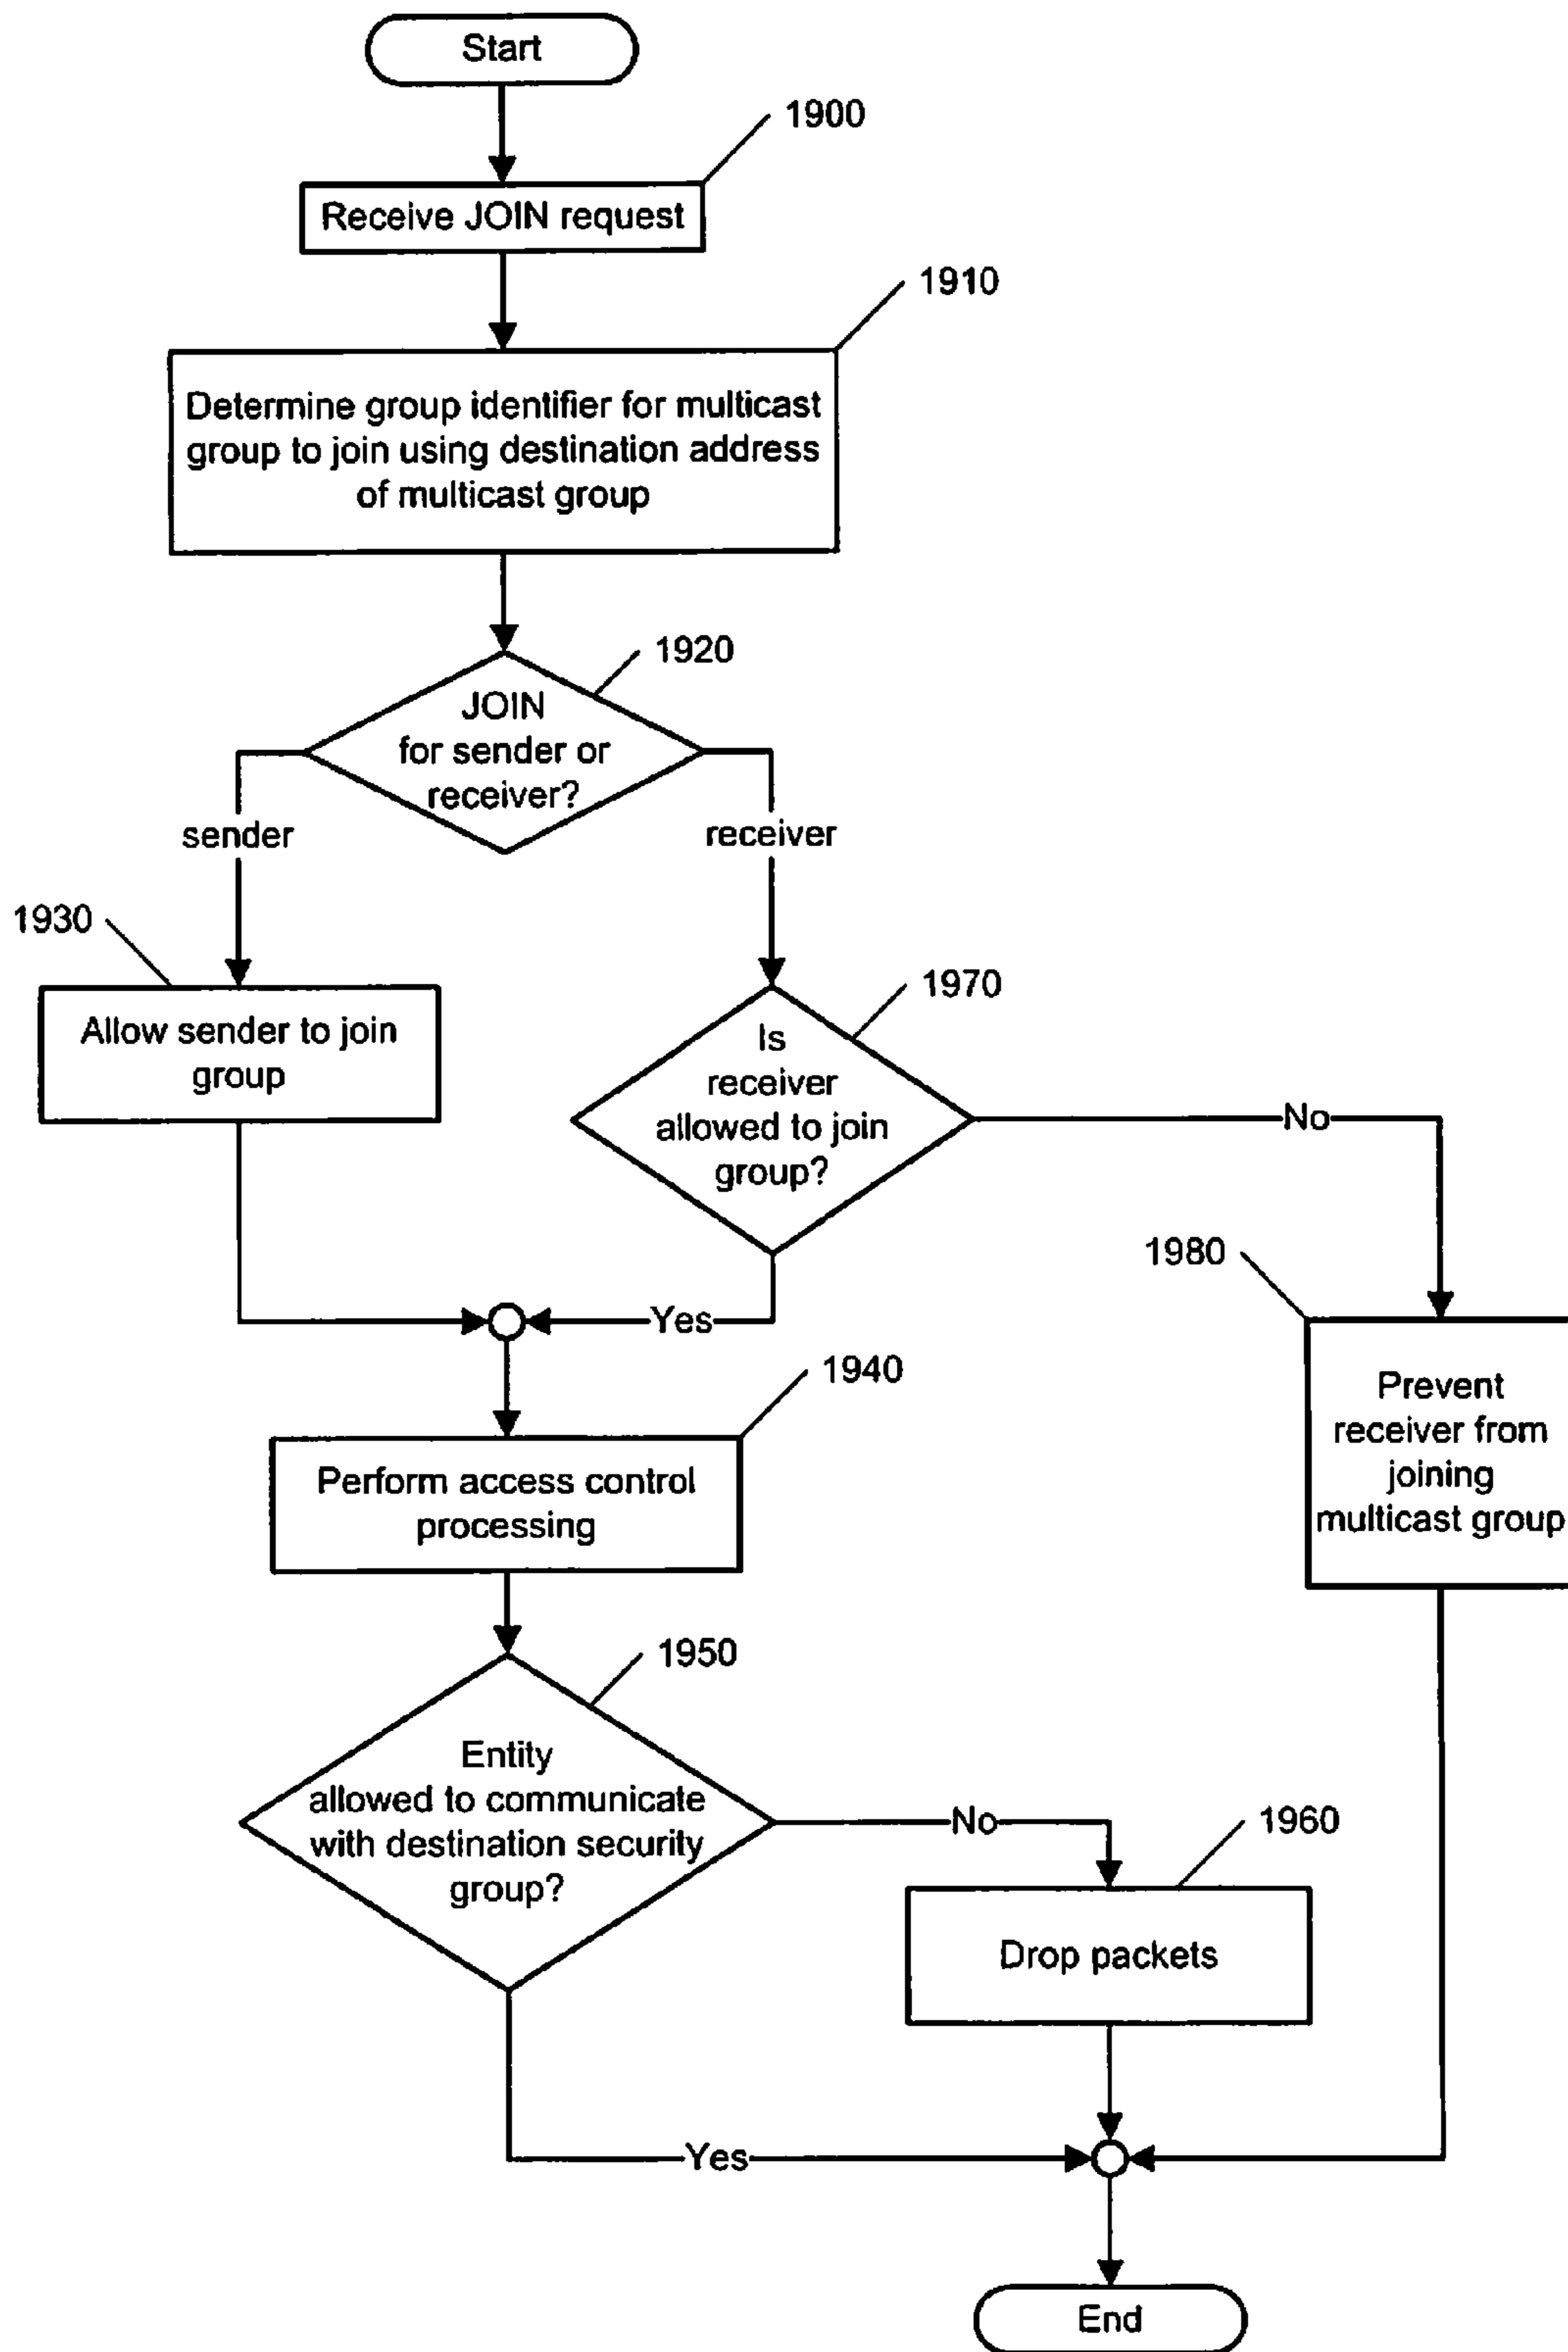 Start
1900
Receive JOIN request
1910
Determine group identifier for multicast
group to join using destination address
of multicast group
1920
JOIN
for sender or
receiver?
sender
receiver
1930
Allow sender to join
group
1970
Is
receiver
allowed to join
group?
No
Yes
1980
Prevent
receiver from
joining
multicast group
1940
Perform access control
processing
1950
Entity
allowed to communicate
with destination security
group?
No
1960
Drop packets
Yes
End